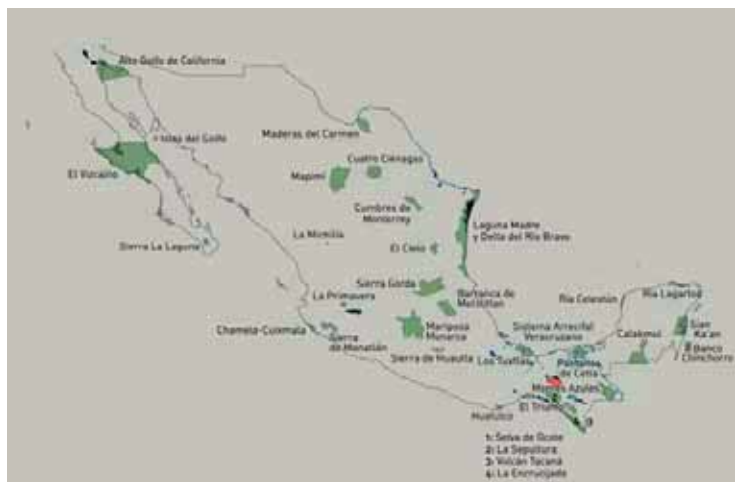 Alto Golfo de California
Islas del Golfo
El Vizcaíno
Sierra La Laguna
Maderas del Carmen
Cuatro Ciénegas
Mapimí
Cumbres de
Monterrey
La Michilía
El Cielo
Laguna Madre
y Delta del Río Bravo
Sierra Gorda
La Primavera
Barranca de
Metztitlán
Chamela-Cuixmala
Sierra
de Manatlán
Mariposa
Monarca
Sierra de Huautla
Sistema Arrecifal
Veracruzano
Los Tuxtlas
Ría Celestún
Ría Lagartos
Calakmul
Sian
Ka'an
Banco
Chinchorro
Pantanos
de Centla
Montes Azules
El Triunfo
Huatulco
1: Selva de Ocote
2: La Sepultura
3: Volcán Tacaná
4: La Encrucijada